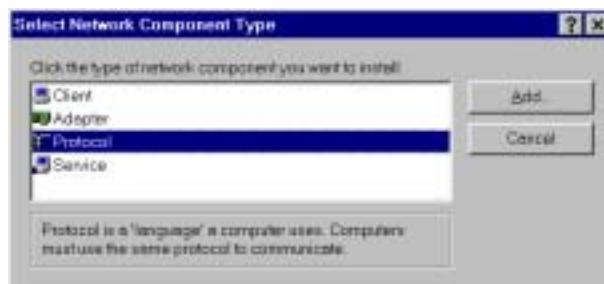 Select Network Component Type
Click the type of network component you want to install:
Client
Adapter
Protocol
Service
Add...
Cancel
Protocol is a 'language' a computer uses. Computers
must use the same protocol to communicate.